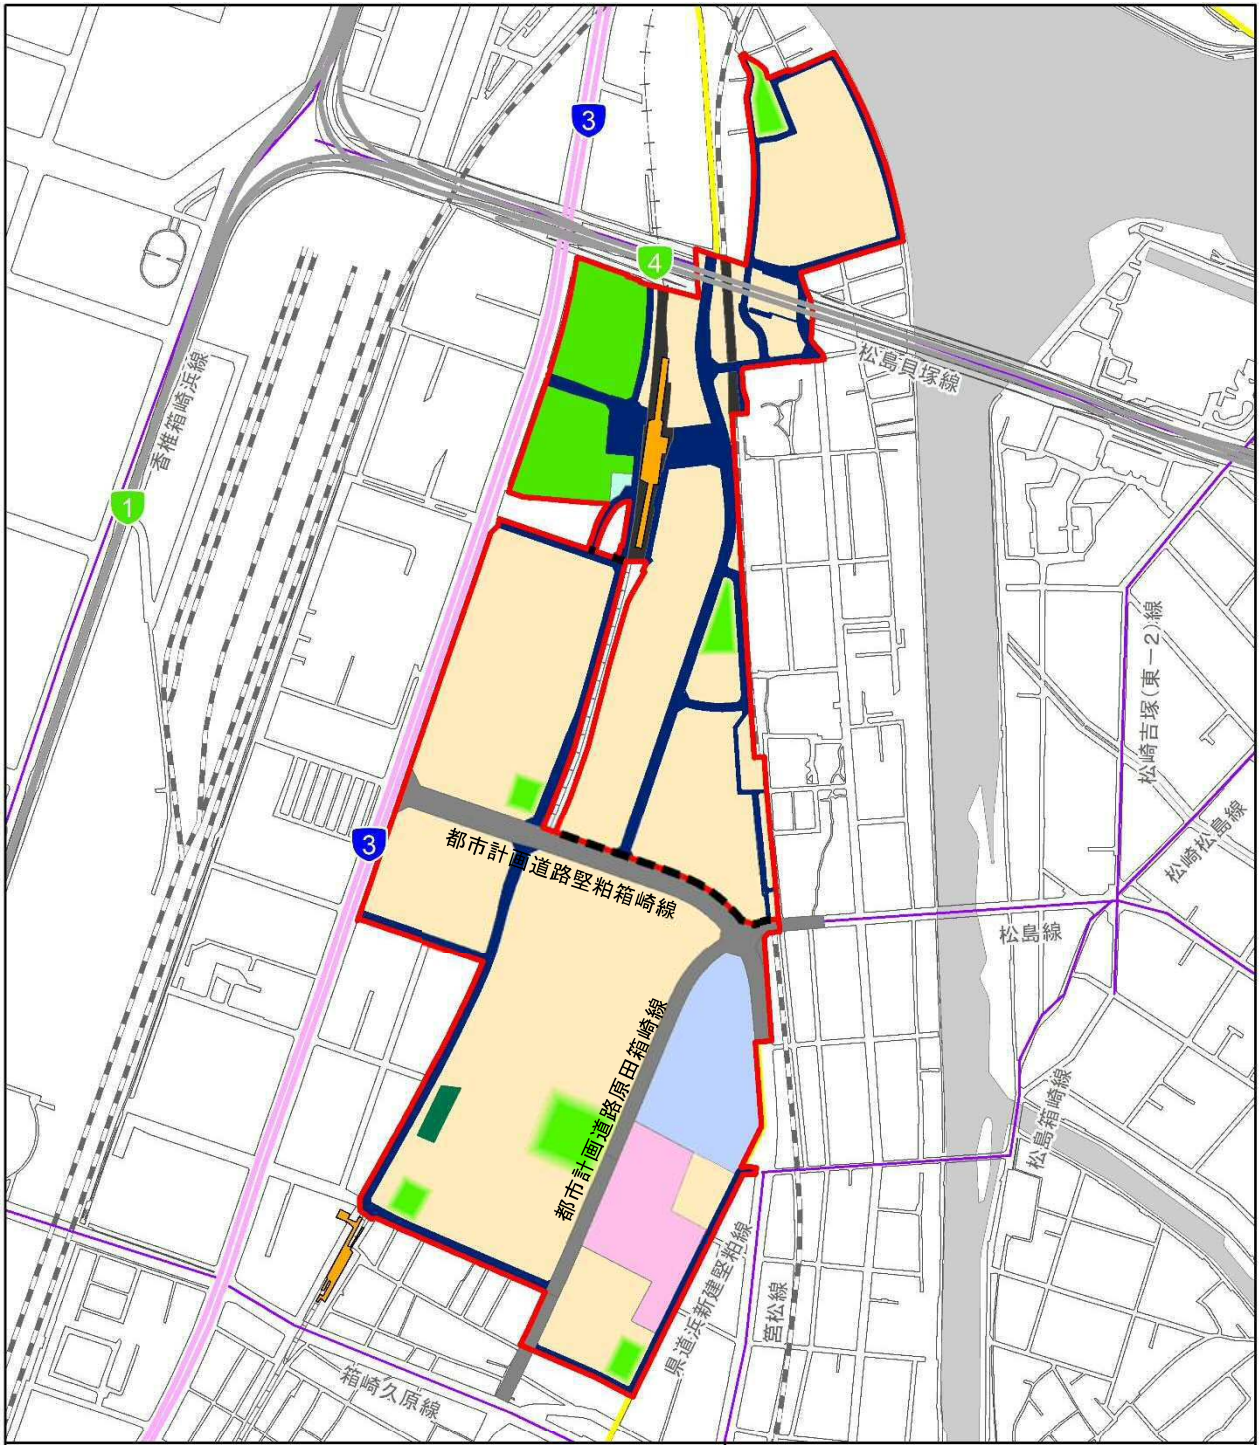 3
4
松島貝塚線
香椎箱崎浜線
1
松崎吉塚(東-2)線
3
都市計画道路堅粕箱崎線
松崎松島線
松島線
都市計画道路原田箱崎線
松島箱崎線
県道浜新建堅粕線
宮松線
箱崎久原線